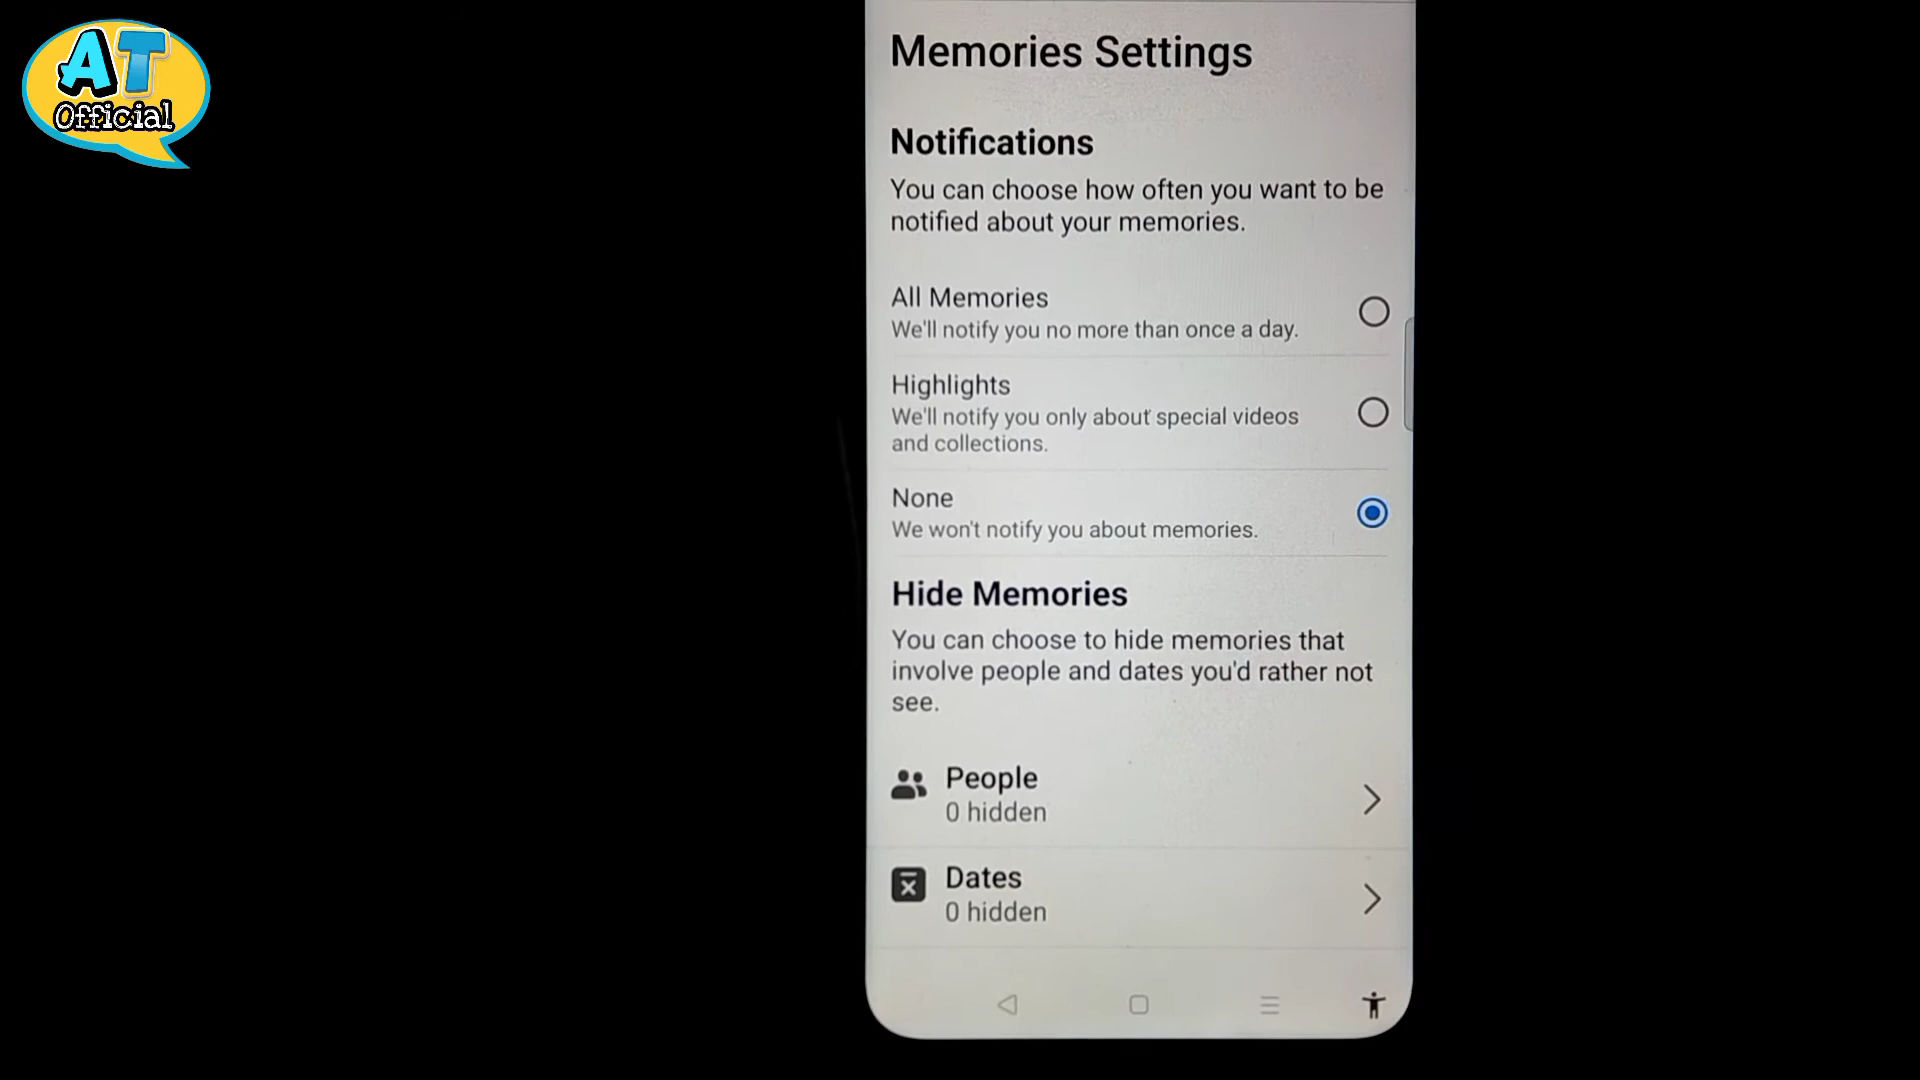 AT
Official
Memories Settings
Notifications
You can choose how often you want to be
notified about your memories.
All Memories
We'll notify you no more than once a day.
Highlights
We'll notify you only about special videos
and collections.
None
We won't notify you about memories.
Hide Memories
You can choose to hide memories that
involve people and dates you'd rather not
see.
People
0 hidden
Dates
0 hidden